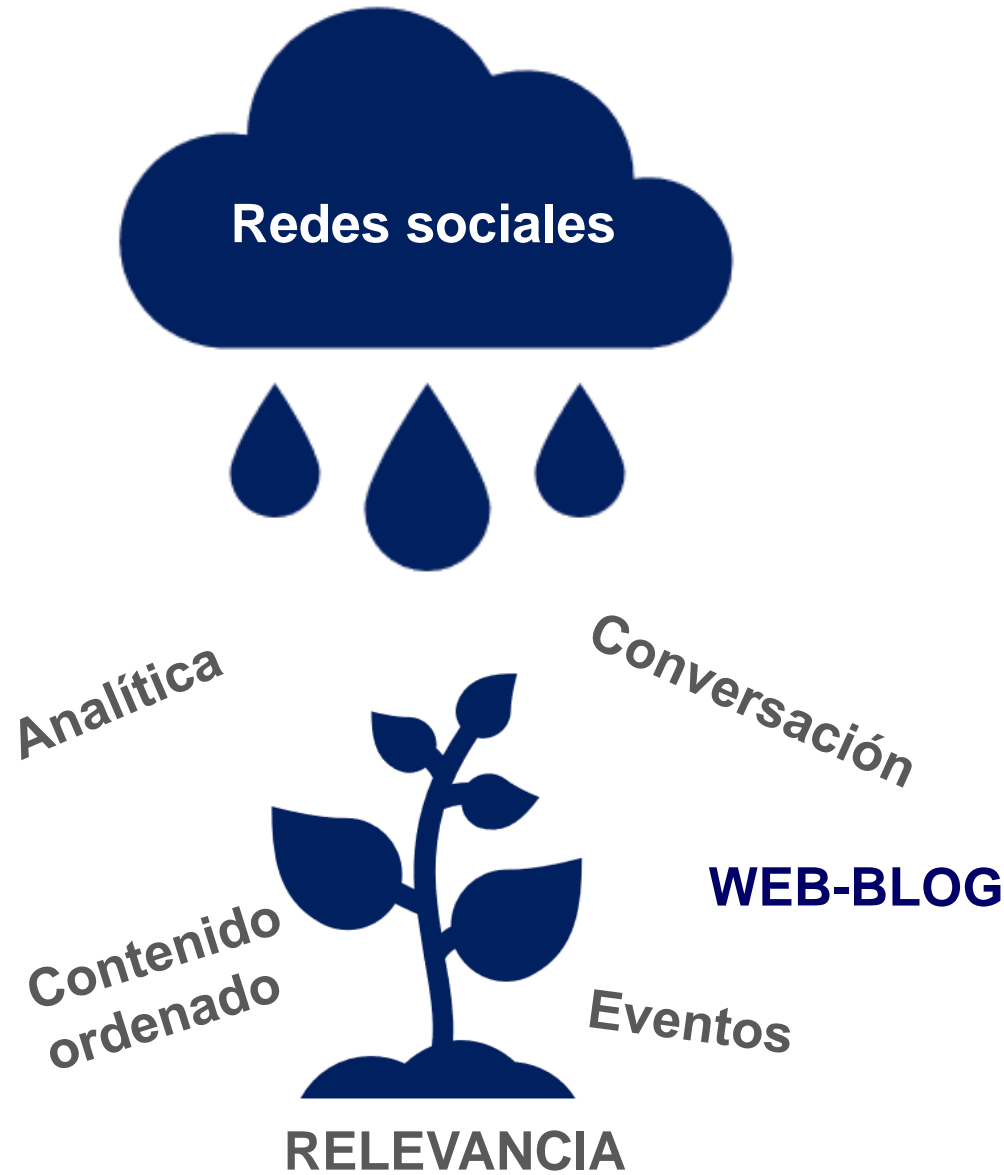 Redes sociales
Analítica
Conversación
WEB-BLOG
Contenido
ordenado
Eventos
RELEVANCIA